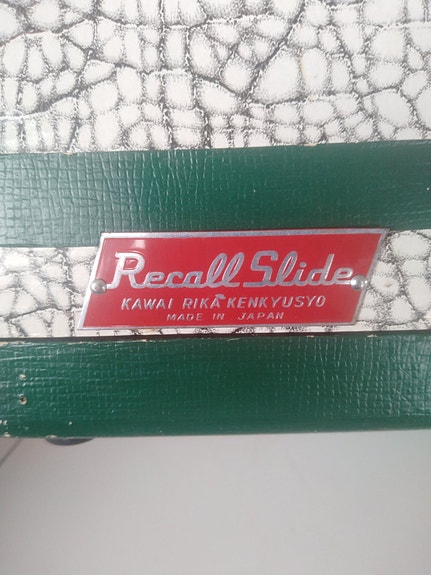 Recall Slide
KAWAI RIKA KENKYUSYO
MADE IN JAPAN